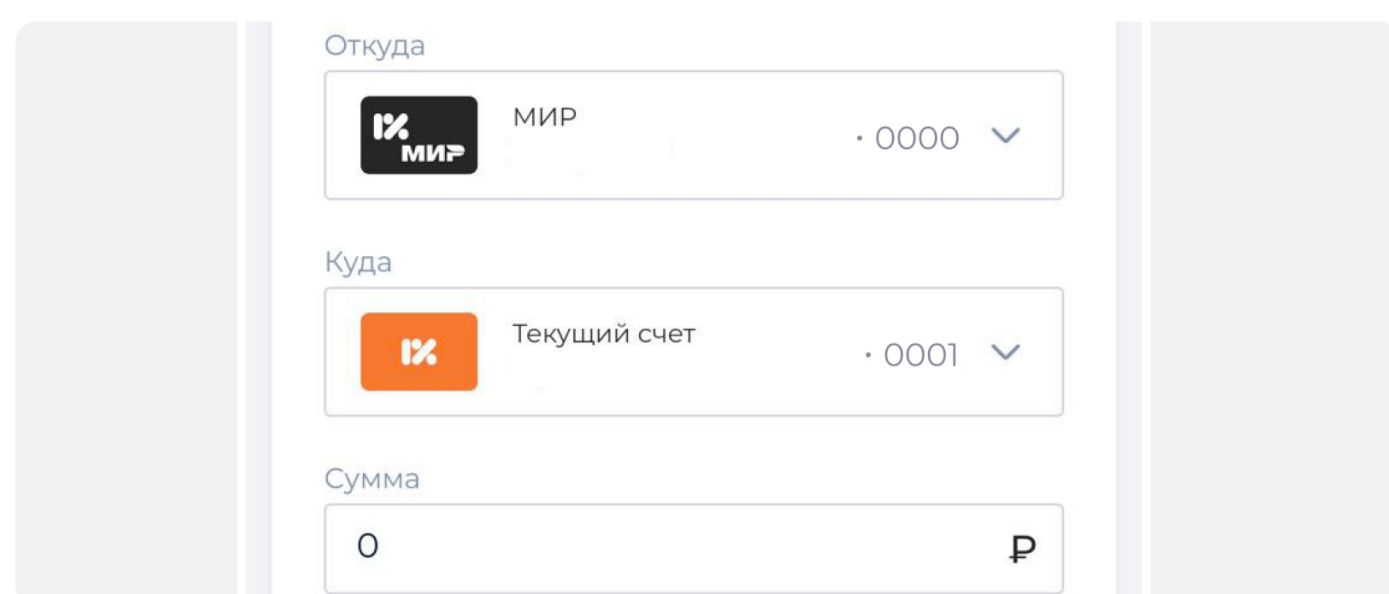 Откуда
МИР
МИР
· 0000
Куда
Текущий счет
· 0001
Сумма
0
₽